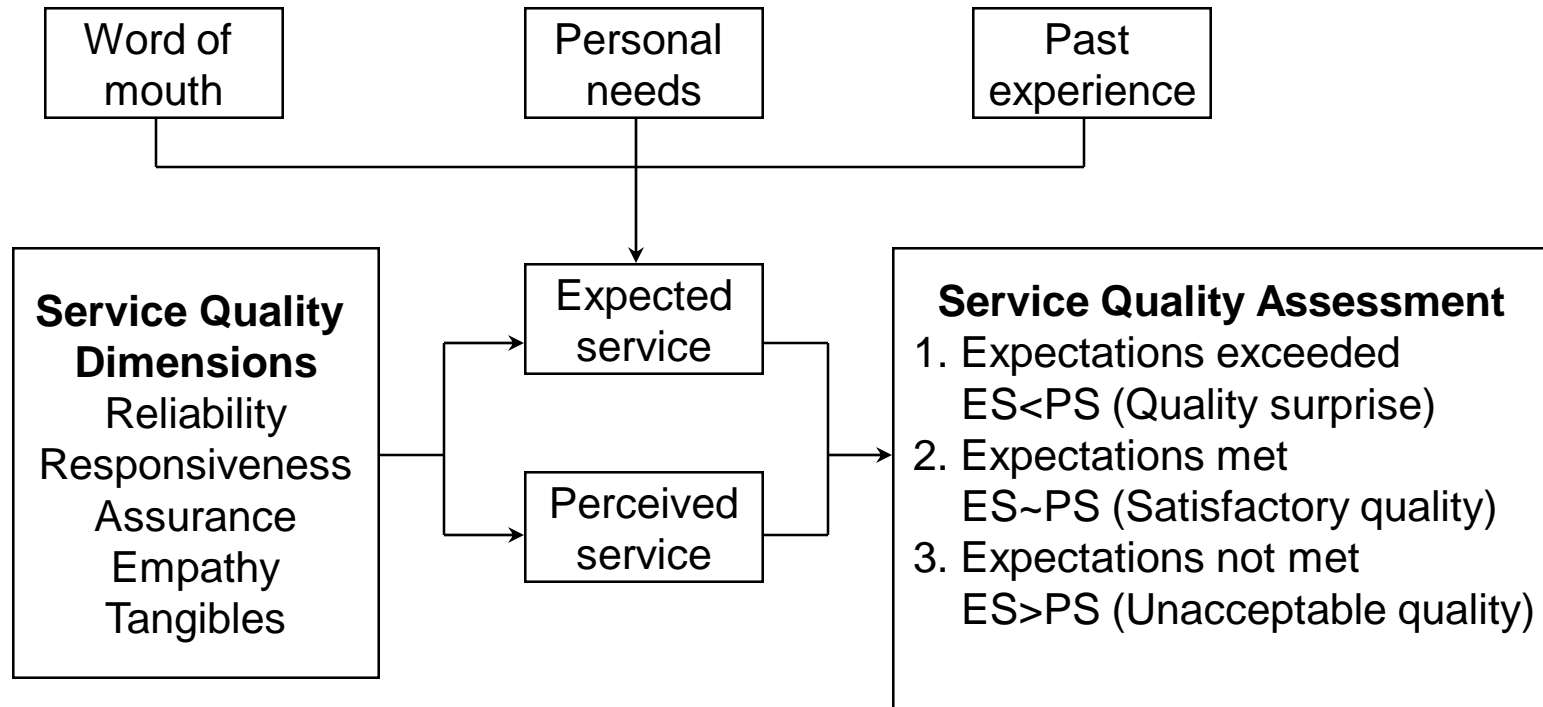 Word of
mouth
Personal
needs
Past
experience
Service Quality
Dimensions
Reliability
Responsiveness
Assurance
Empathy
Tangibles
Expected
service
Perceived
service
Service Quality Assessment
1. Expectations exceeded
ES<PS (Quality surprise)
2. Expectations met
ES~PS (Satisfactory quality)
3. Expectations not met
ES>PS (Unacceptable quality)